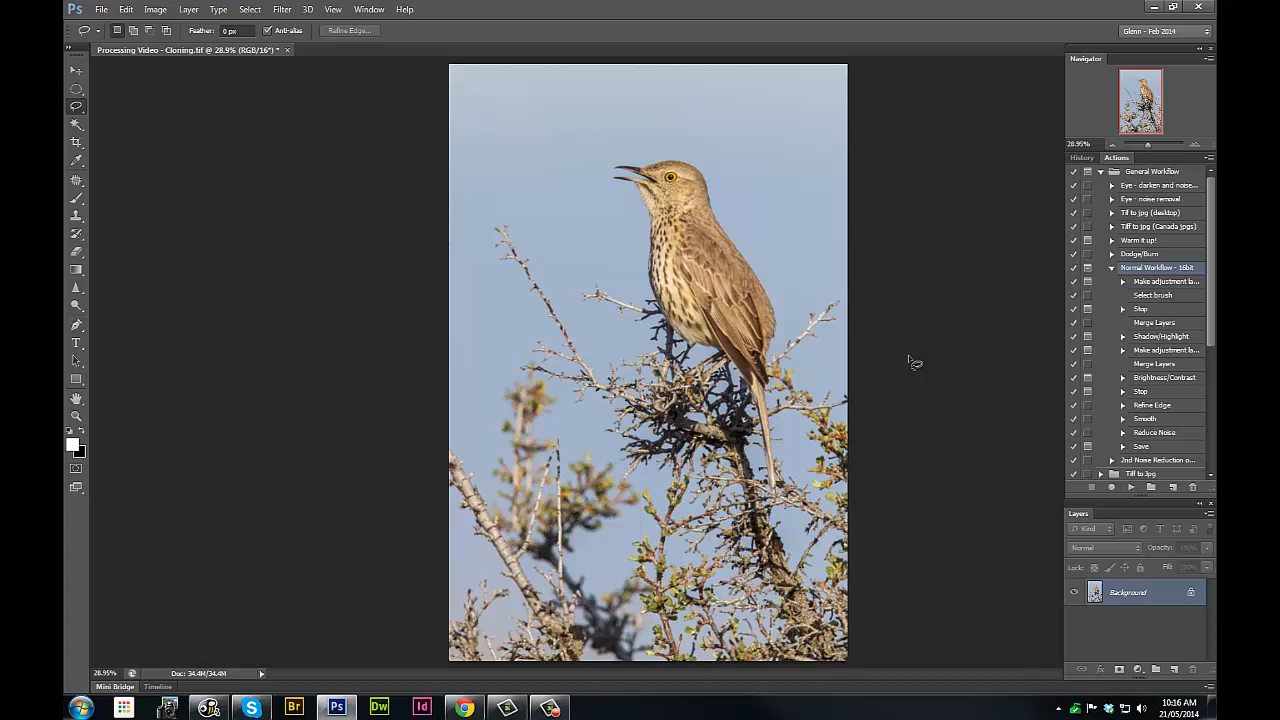 Ps File Edit Image Layer Type Select Filter 3D View Window Help
Feather: 0 px Anti-alias Refine Edge... Glenn - Feb 2014
Processing Video - Cloning.tif @ 28.9% (RGB/16*) * ×
Navigator
28.95%
History Actions
General Workflow
Eye - darken and noise...
Eye - noise removal
Tif to jpg (desktop)
Tif to jpg (Canada jpgs)
Warm it up!
Dodge/Burn
Normal Workflow - 16bit
Make adjustment la...
Select brush
Stop
Merge Layers
Shadow/Highlight
Make adjustment la...
Merge Layers
Brightness/Contrast
Stop
Refine Edge
Smooth
Reduce Noise
Save
2nd Noise Reduction o...
Tiff to Jpg
Layers
Kind
Normal Opacity: 100%
Lock: Fill: 100%
Background
28.95% Doc: 34.4M/34.4M
Mini Bridge Timeline
Br Ps Dw Id
10:16 AM
21/05/2014